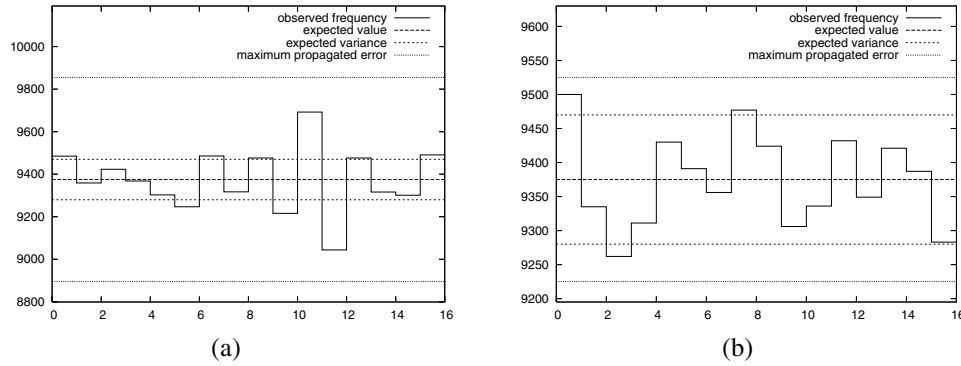 observed frequency
expected value
expected variance
maximum propagated error
10000
9800
9600
9400
9200
9000
8800
0 2 4 6 8 10 12 14 16
(a)
observed frequency
expected value
expected variance
maximum propagated error
9600
9550
9500
9450
9400
9350
9300
9250
9200
0 2 4 6 8 10 12 14 16
(b)